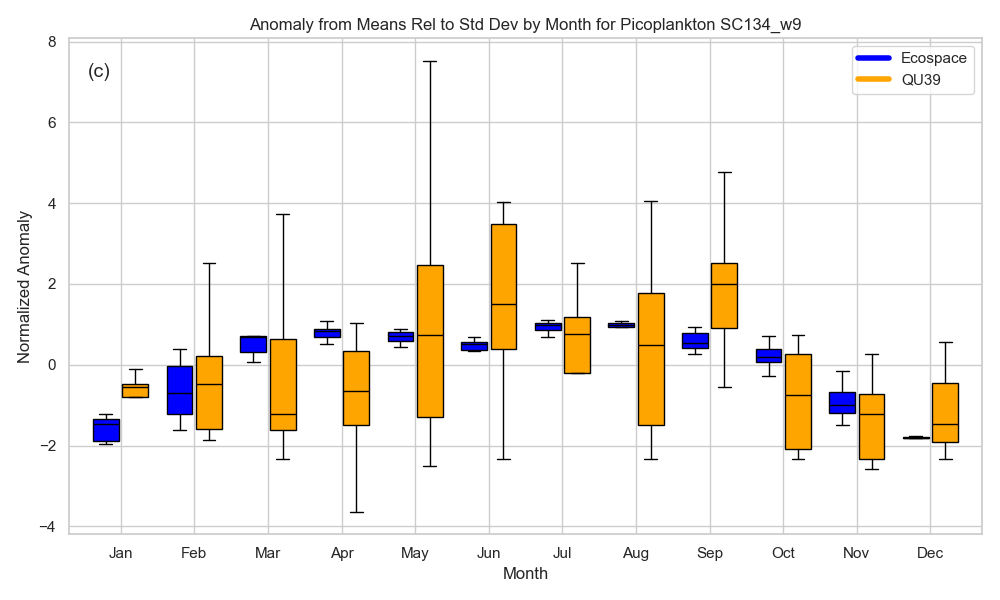 Anomaly from Means Rel to Std Dev by Month for Picoplankton SC134_w9
(c)
Ecospace
QU39
8
6
4
2
0
−2
−4
Normalized Anomaly
Jan Feb Mar Apr May Jun Jul Aug Sep Oct Nov Dec
Month